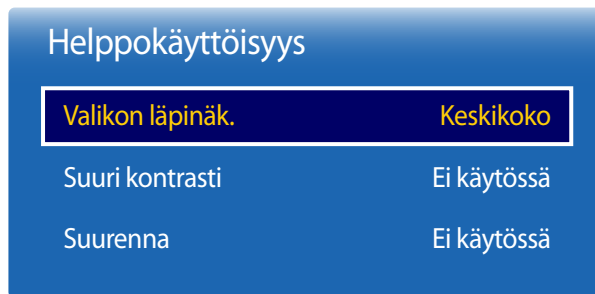 Helppokäyttöisyys
Valikon läpinäk. Keskikoko
Suuri kontrasti Ei käytössä
Suurenna Ei käytössä